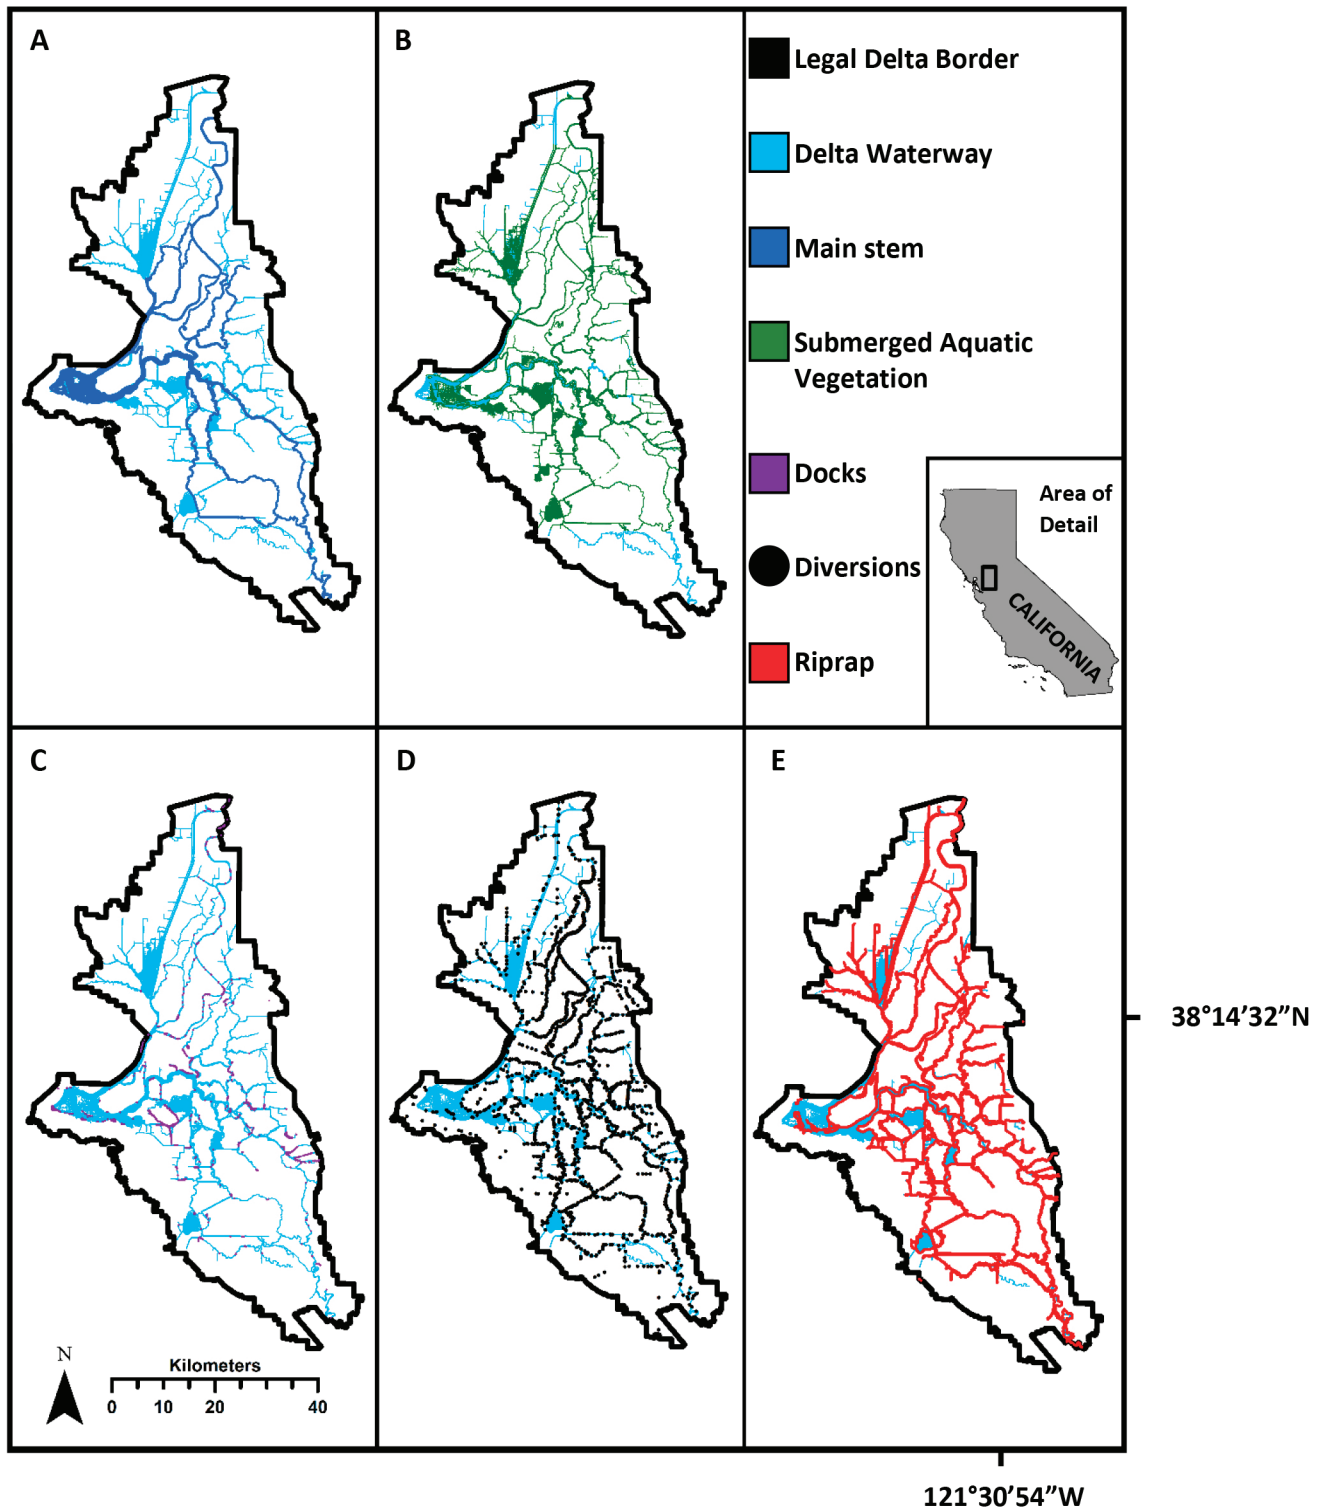 A
B
Legal Delta Border
Delta Waterway
Main stem
Submerged Aquatic
Vegetation
Docks
Diversions
Riprap
Area of
Detail
CALIFORNIA
C
D
E
38°14’32”N
N
Kilometers
0 10 20 40
121°30’54”W